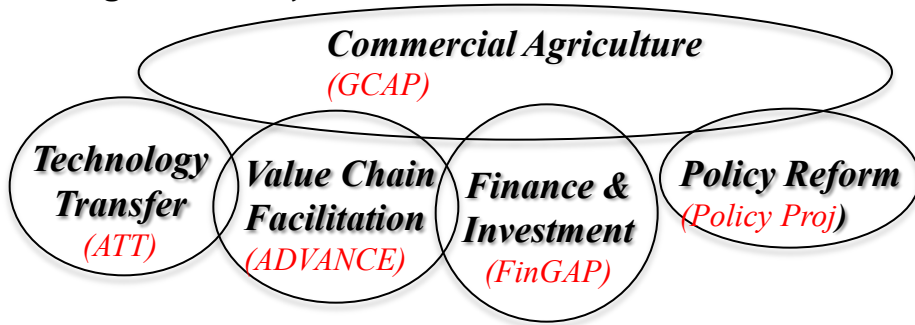 Commercial Agriculture
(GCAP)
Technology
Transfer
(ATT)
Value Chain
Facilitation
(ADVANCE)
Finance &
Investment
(FinGAP)
Policy Reform
(Policy Proj)